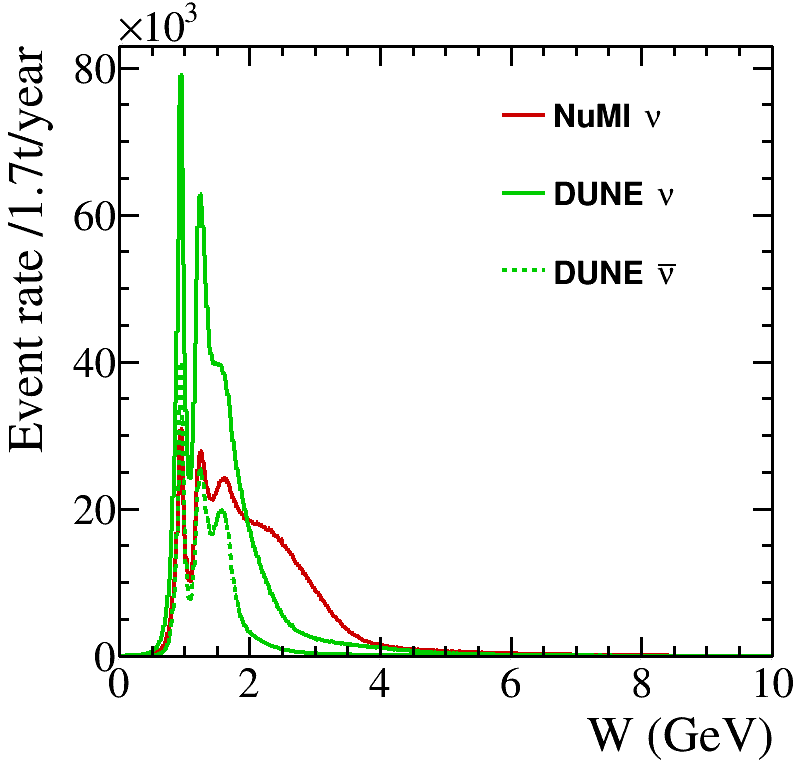 ×10³
Event rate /1.7t/year
80
60
40
20
0
NuMI ν
DUNE ν
DUNE ν̅
0 2 4 6 8 10
W (GeV)